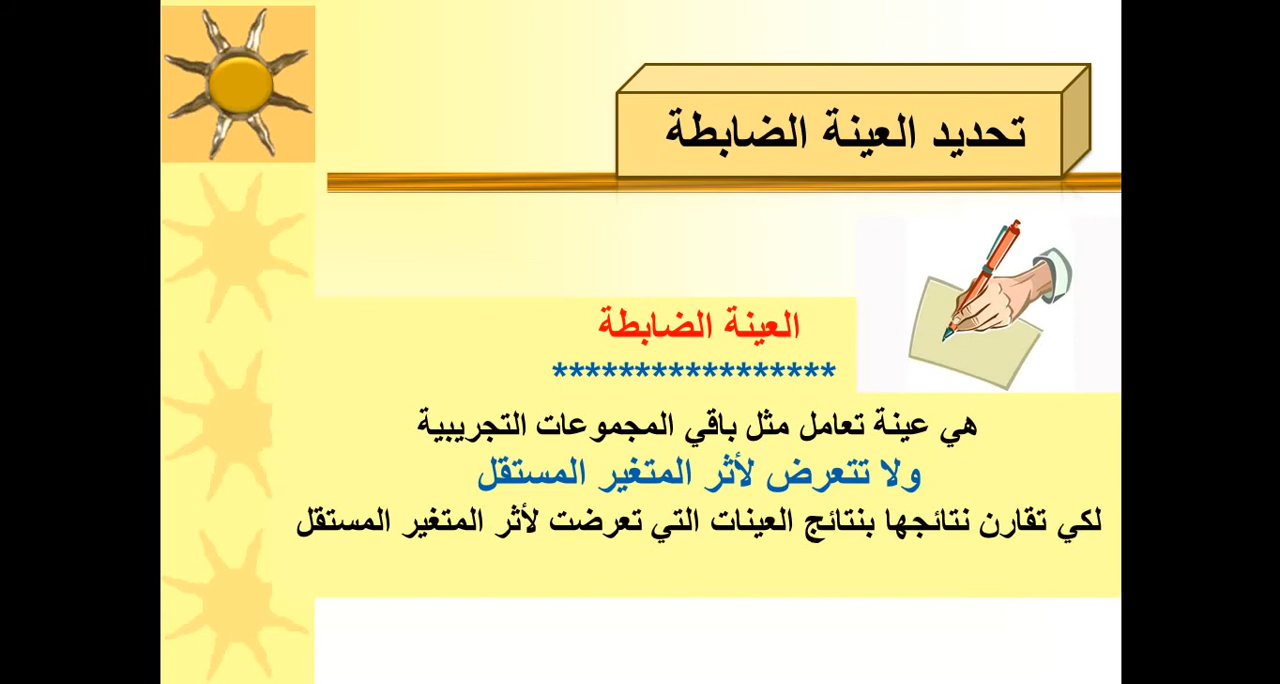 تحديد العينة الضابطة
العينة الضابطة
*****************
هي عينة تعامل مثل باقي المجموعات التجريبية
ولا تتعرض لأثر المتغير المستقل
لكي تقارن نتائجها بنتائج العينات التي تعرضت لأثر المتغير المستقل